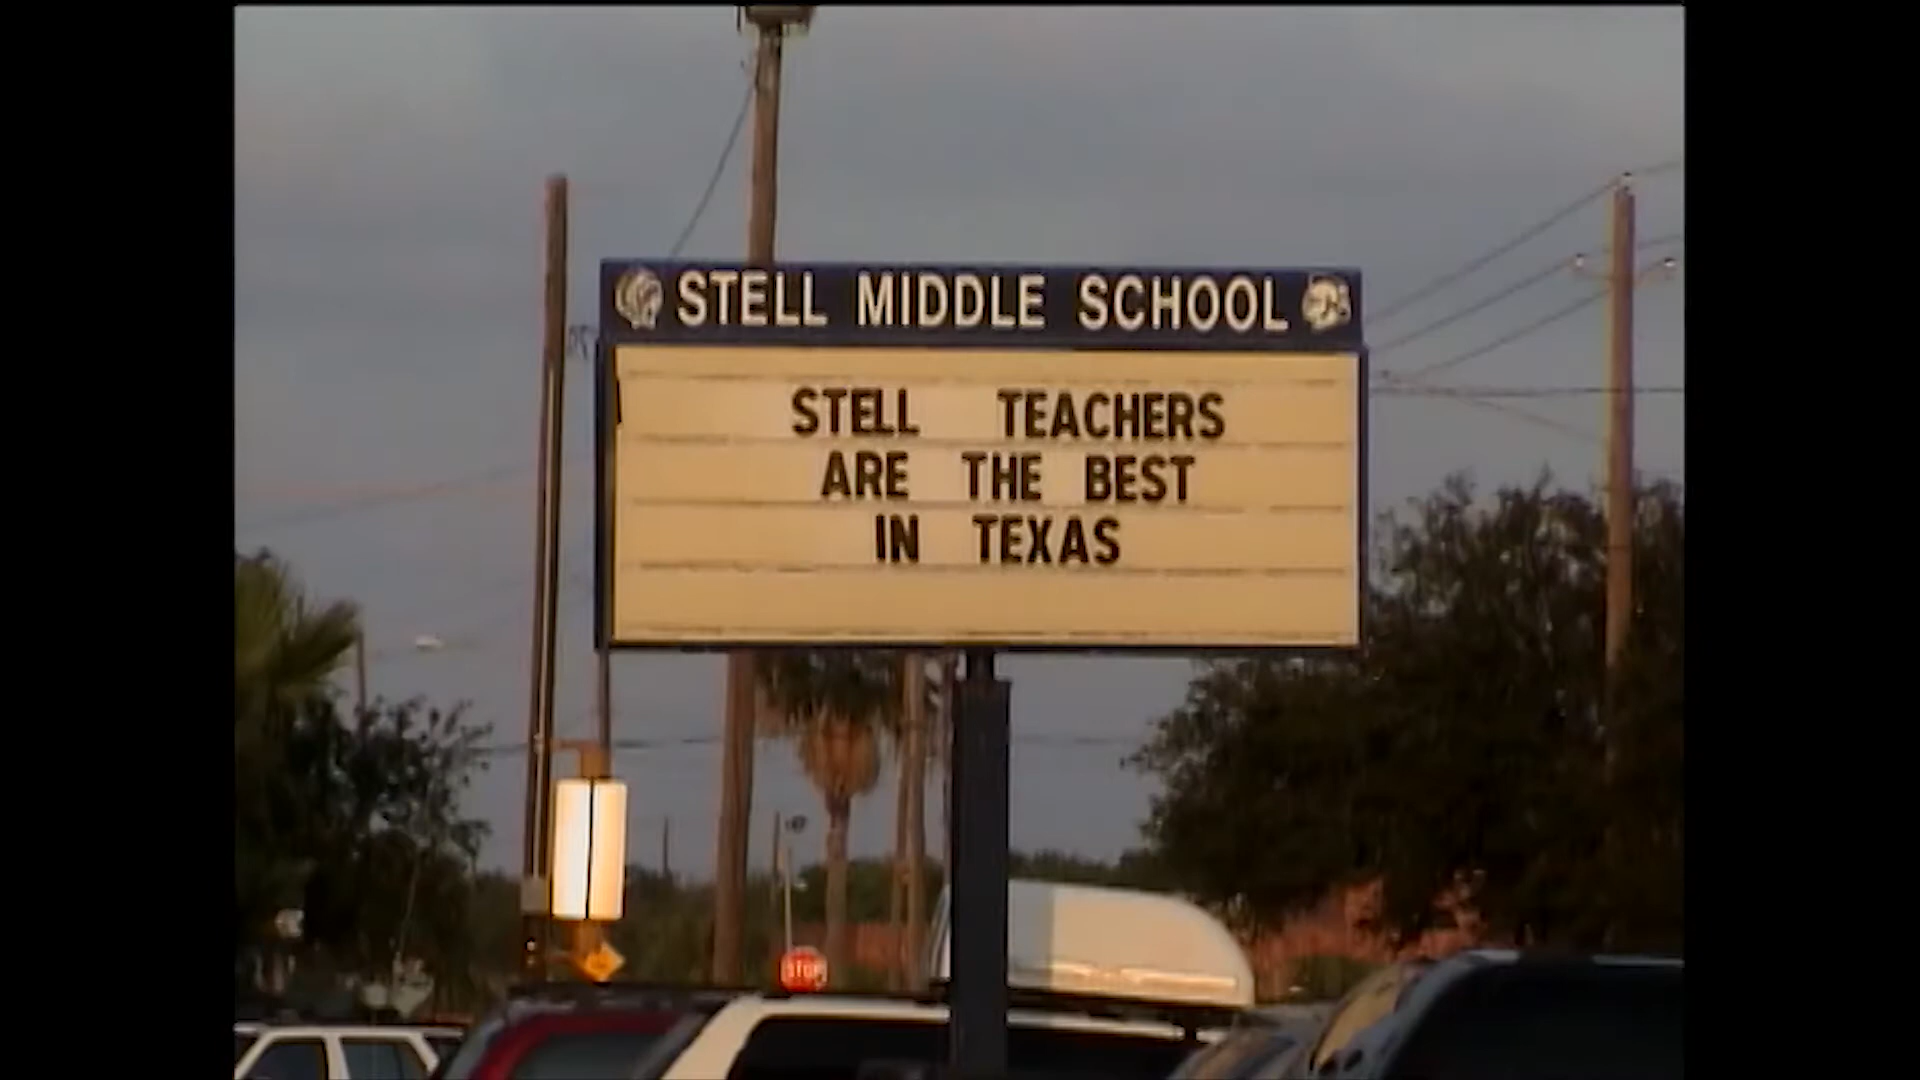 STELL MIDDLE SCHOOL
STELL TEACHERS
ARE THE BEST
IN TEXAS
STOP